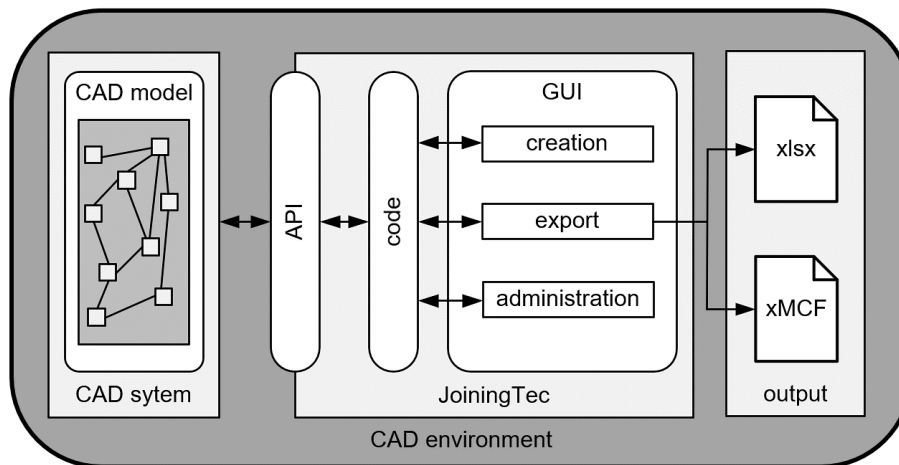 CAD model
CAD sytem
API
code
GUI
creation
export
administration
JoiningTec
xlsx
xMCF
output
CAD environment